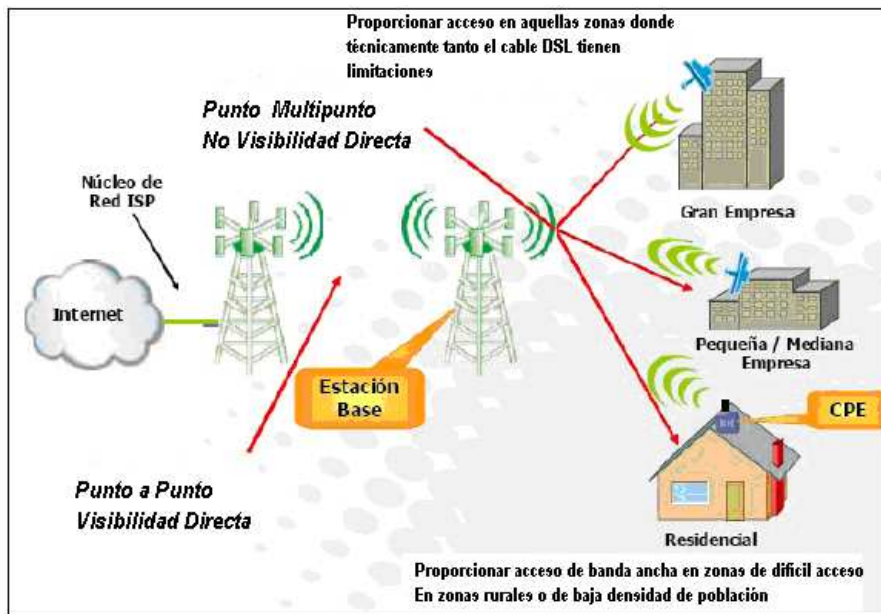 Proporcionar acceso en aquellas zonas donde
técnicamente tanto el cable DSL tienen
limitaciones
Punto Multipunto
No Visibilidad Directa
Núcleo de
Red ISP
Gran Empresa
Internet
Pequeña / Mediana
Empresa
Estación
Base
CPE
Punto a Punto
Visibilidad Directa
Residencial
Proporcionar acceso de banda ancha en zonas de dificil acceso
En zonas rurales o de baja densidad de población